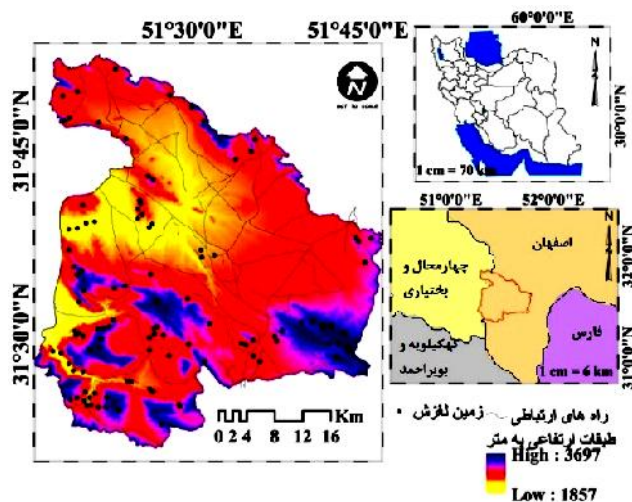 51°30'0"E 51°45'0"E
31°45'0"N
31°30'0"N
60°0'0"E
30°0'0"N
N
1 cm = 70 km
51°0'0"E 52°0'0"E
32°0'0"N
31°0'0"N
N
اصفهان
چهارمحال و
بختیاری
فارس
کهکیلویه و
بویراحمد
1 cm = 6 km
Km
0 2 4 8 12 16
راه های ارتباطی
زمین لغزش
طبقات ارتفاعی به متر
High : 3697
Low : 1857